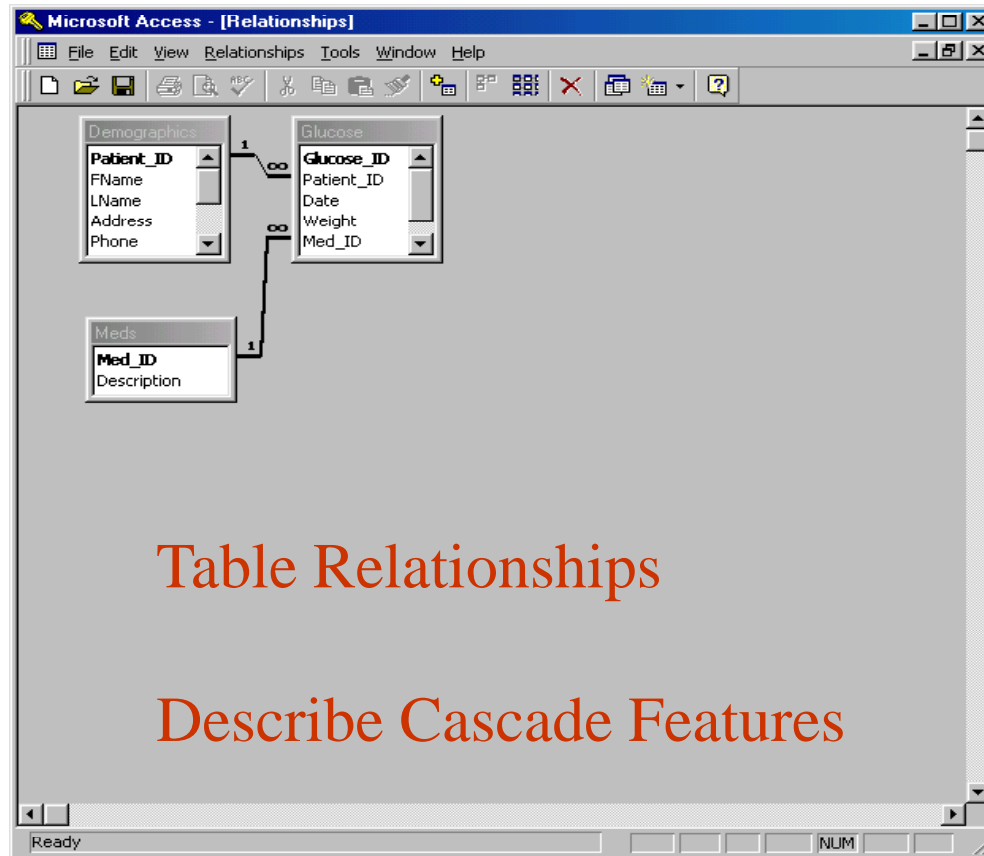 Microsoft Access - [Relationships]
File Edit View Relationships Tools Window Help
Demographics
Patient_ID
FName
LName
Address
Phone
1
∞
Glucose
Glucose_ID
Patient_ID
Date
Weight
Med_ID
∞
1
Meds
Med_ID
Description
Table Relationships
Describe Cascade Features
Ready
NUM